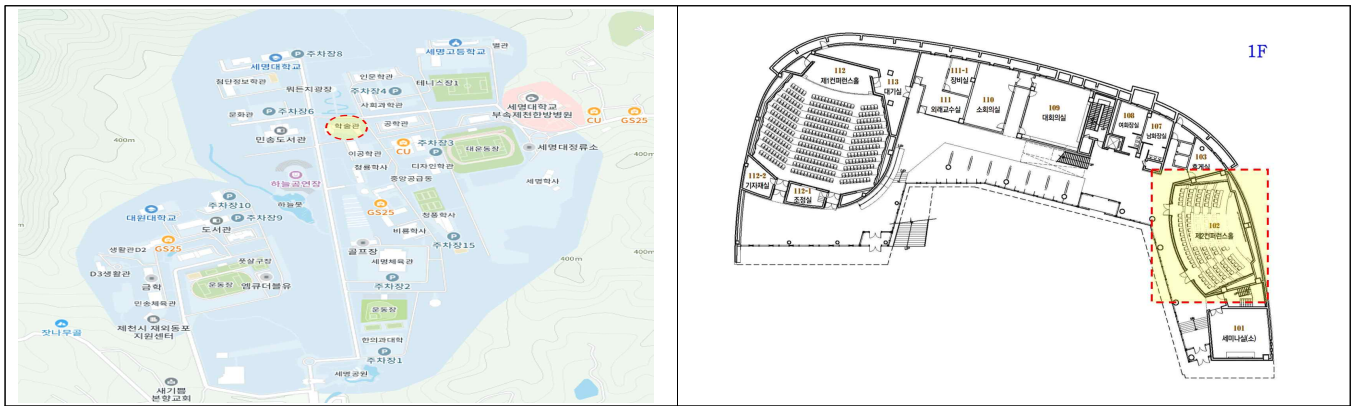 주차장8
세명대학교
첨단정보학관
뭐든지광장
인문학관
주차장4
사회과학관
세명고등학교
별관
테니스장1
문화관
주차장6
민송도서관
학술관
공학관
세명대학교
부속제천한방병원
CU
GS25
400m
400m
이공학관
CU
주차장3
대운동장
세명대정류소
정룡학사
디자인학관
중앙공급동
세명학사
하늘공연장
하늘못
주차장10
대원대학교
도서관
주차장9
GS25
청풍학사
비룡학사
주차장15
생활관D2
GS25
골프장
세명체육관
400m
D3생활관
금학
풋살구장
운동장
엠큐더블유
주차장2
민송체육관
운동장
제천시 재외동포
지원센터
잣나무골
한의과대학
주차장1
세명공원
새기쁨
본향교회
1F
112
제1컨퍼런스홀
113
대기실
111-1
장비실
111
외래교수실
110
소회의실
109
대회의실
108
여화장실
107
남화장실
103
휴게실
112-2
기자재실
112-1
조정실
102
제2컨퍼런스홀
101
세미나실(소)